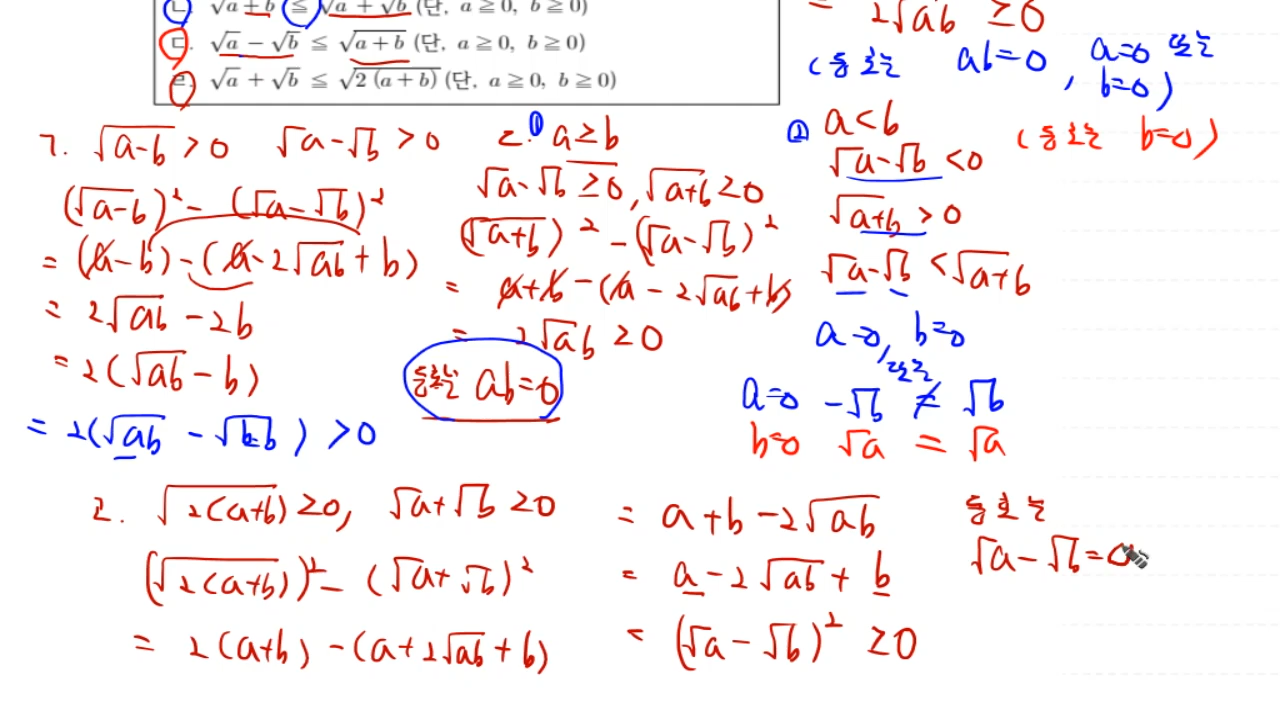 ㄴ. √a+b ≤ √a + √b (단, a ≥ 0, b ≥ 0)
ㄷ. √a − √b ≤ √(a+b) (단, a ≥ 0, b ≥ 0)
ㄹ. √a + √b ≤ √(2(a+b)) (단, a ≥ 0, b ≥ 0)
= 2√ab ≥ 0
(등호는 ab=0, a=0 또는 b=0)
ㄱ. √(a-b) > 0 √a-√b > 0
(√(a-b))² - (√a-√b)²
= (a-b) - (a-2√ab+b)
= 2√ab - 2b
= 2(√ab - b)
= 2(√ab - √bb) > 0
ㄷ. ① a≥b
√a-√b ≥0, √(a+b) ≥0
(√(a+b))² - (√a-√b)²
= a+b-(a-2√ab+b)
= 2√ab ≥0
등호는 ab=0
② a<b
(등호는 b=0)
√a-√b <0
√(a+b) >0
√a-√b < √(a+b)
a=0, b=0
또는
a=0 -√b ≠ √b
b=0 √a = √a
ㄹ. √(2(a+b)) ≥0, √a+√b ≥0
(√(2(a+b)))² - (√a+√b)²
= 2(a+b) - (a+2√ab+b)
= a+b-2√ab
= a-2√ab+b
= (√a-√b)² ≥0
등호는
√a-√b=0